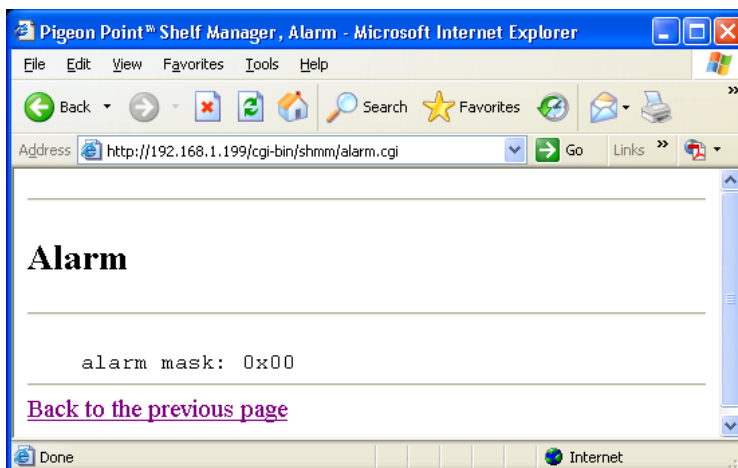 Pigeon Point™ Shelf Manager, Alarm - Microsoft Internet Explorer
File Edit View Favorites Tools Help
Back Search Favorites »
Address http://192.168.1.199/cgi-bin/shmm/alarm.cgi Go Links »
Alarm
alarm mask: 0x00
Back to the previous page
Done Internet